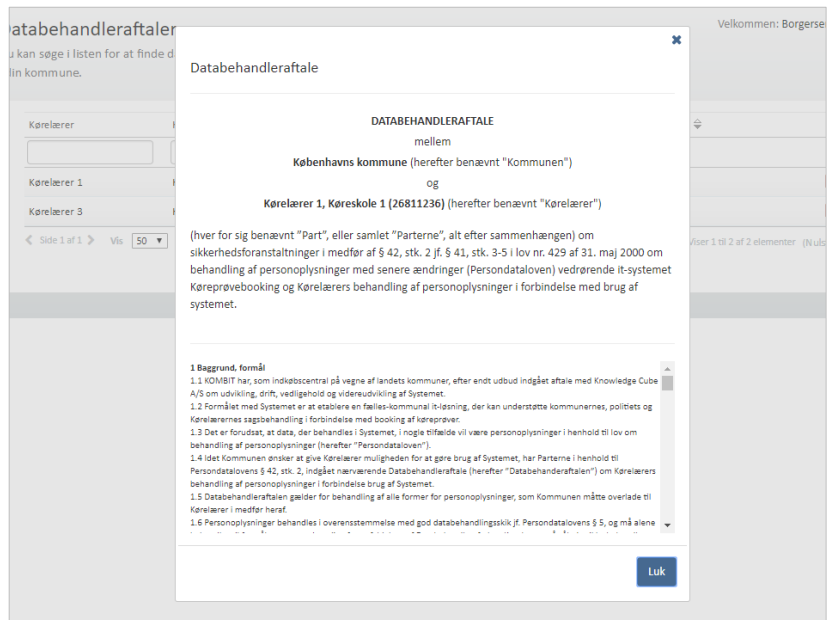 atabehandleraftaler
Velkommen: Borgerse
u kan søge i listen for at finde d
lin kommune.
Databehandleraftale
DATABEHANDLERAFTALE
mellem
Københavns kommune (herefter benævnt "Kommunen")
og
Kørelærer 1, Køreskole 1 (26811236) (herefter benævnt "Kørelærer")
(hver for sig benævnt ”Part”, eller samlet ”Parterne”, alt efter sammenhængen) om
sikkerhedsforanstaltninger i medfør af § 42, stk. 2 jf. § 41, stk. 3-5 i lov nr. 429 af 31. maj 2000 om
behandling af personoplysninger med senere ændringer (Persondataloven) vedrørende it-systemet
Køreprøvebooking og Kørelærers behandling af personoplysninger i forbindelse med brug af
systemet.
Kørelærer
Kørelærer 1
Kørelærer 3
Side 1 af 1 Vis 50
Viser 1 til 2 af 2 elementer (Nuls
1 Baggrund, formål
1.1 KOMBIT har, som indkøbscentral på vegne af landets kommuner, efter endt udbud indgået aftale med Knowledge Cube
A/S om udvikling, drift, vedligehold og videreudvikling af Systemet.
1.2 Formålet med Systemet er at etablere en fælles-kommunal it-løsning, der kan understøtte kommunernes, politiets og
Kørelærernes sagsbehandling i forbindelse med booking af køreprøver.
1.3 Det er forudsat, at data, der behandles i Systemet, i nogle tilfælde vil være personoplysninger i henhold til lov om
behandling af personoplysninger (herefter ”Persondataloven”).
1.4 Idet Kommunen ønsker at give Kørelærer muligheden for at gøre brug af Systemet, har Parterne i henhold til
Persondatalovens § 42, stk. 2, indgået nærværende Databehandleraftale (herefter ”Databehanderaftalen”) om Kørelærers
behandling af personoplysninger i forbindelse brug af Systemet.
1.5 Databehandleraftalen gælder for behandling af alle former for personoplysninger, som Kommunen måtte overlade til
Kørelærer i medfør heraf.
1.6 Personoplysninger behandles i overensstemmelse med god databehandlingsskik jf. Persondatalovens § 5, og må alene
Luk